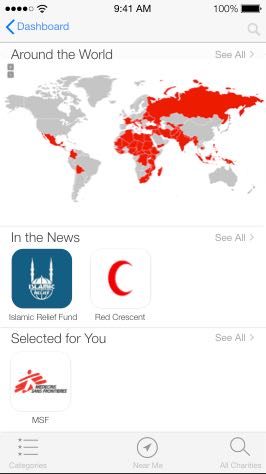 9:41 AM 100%
Dashboard
Around the World See All
In the News See All
ISLAMIC
RELIEF
Islamic Relief Fund Red Crescent
Selected for You See All
MEDECINS
SANS FRONTIERES
MSF
Categories Near Me All Charities